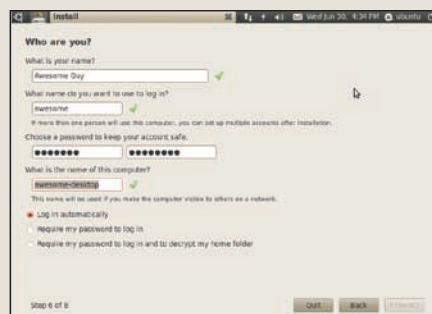 Install
Wed Jun 30, 4:34 PM ubuntu
Who are you?
What is your name?
Awesome Guy
What name do you want to use to log in?
awesome
If more than one person will use this computer, you can set up multiple accounts after installation.
Choose a password to keep your account safe.
What is the name of this computer?
awesome-desktop
This name will be used if you make the computer visible to others on a network.
Log in automatically
Require my password to log in
Require my password to log in and to decrypt my home folder
Step 6 of 8
Quit Back Forward